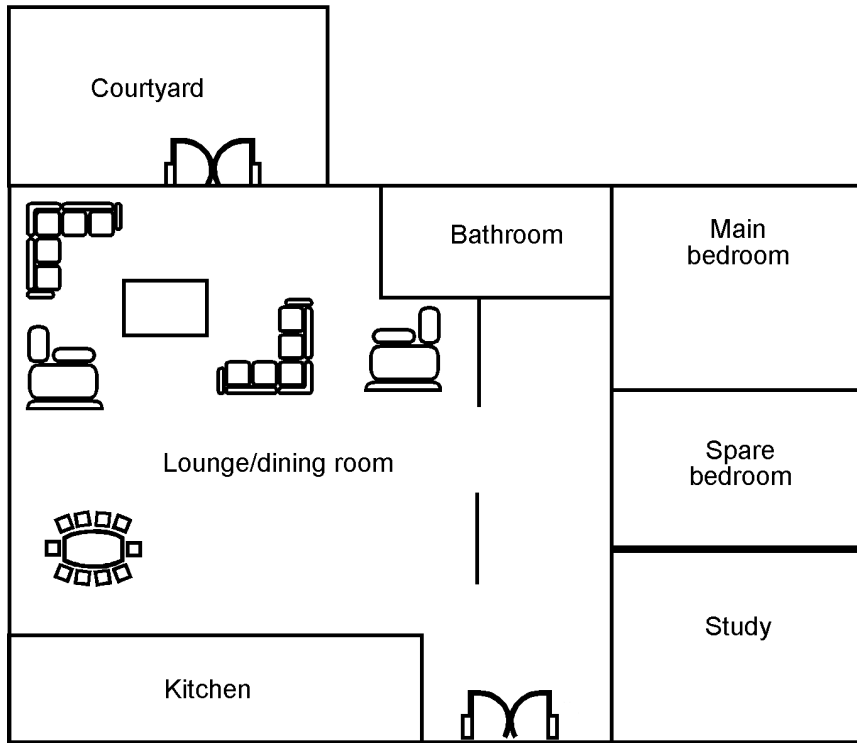 Courtyard
Bathroom
Main
bedroom
Spare
bedroom
Lounge/dining room
Study
Kitchen